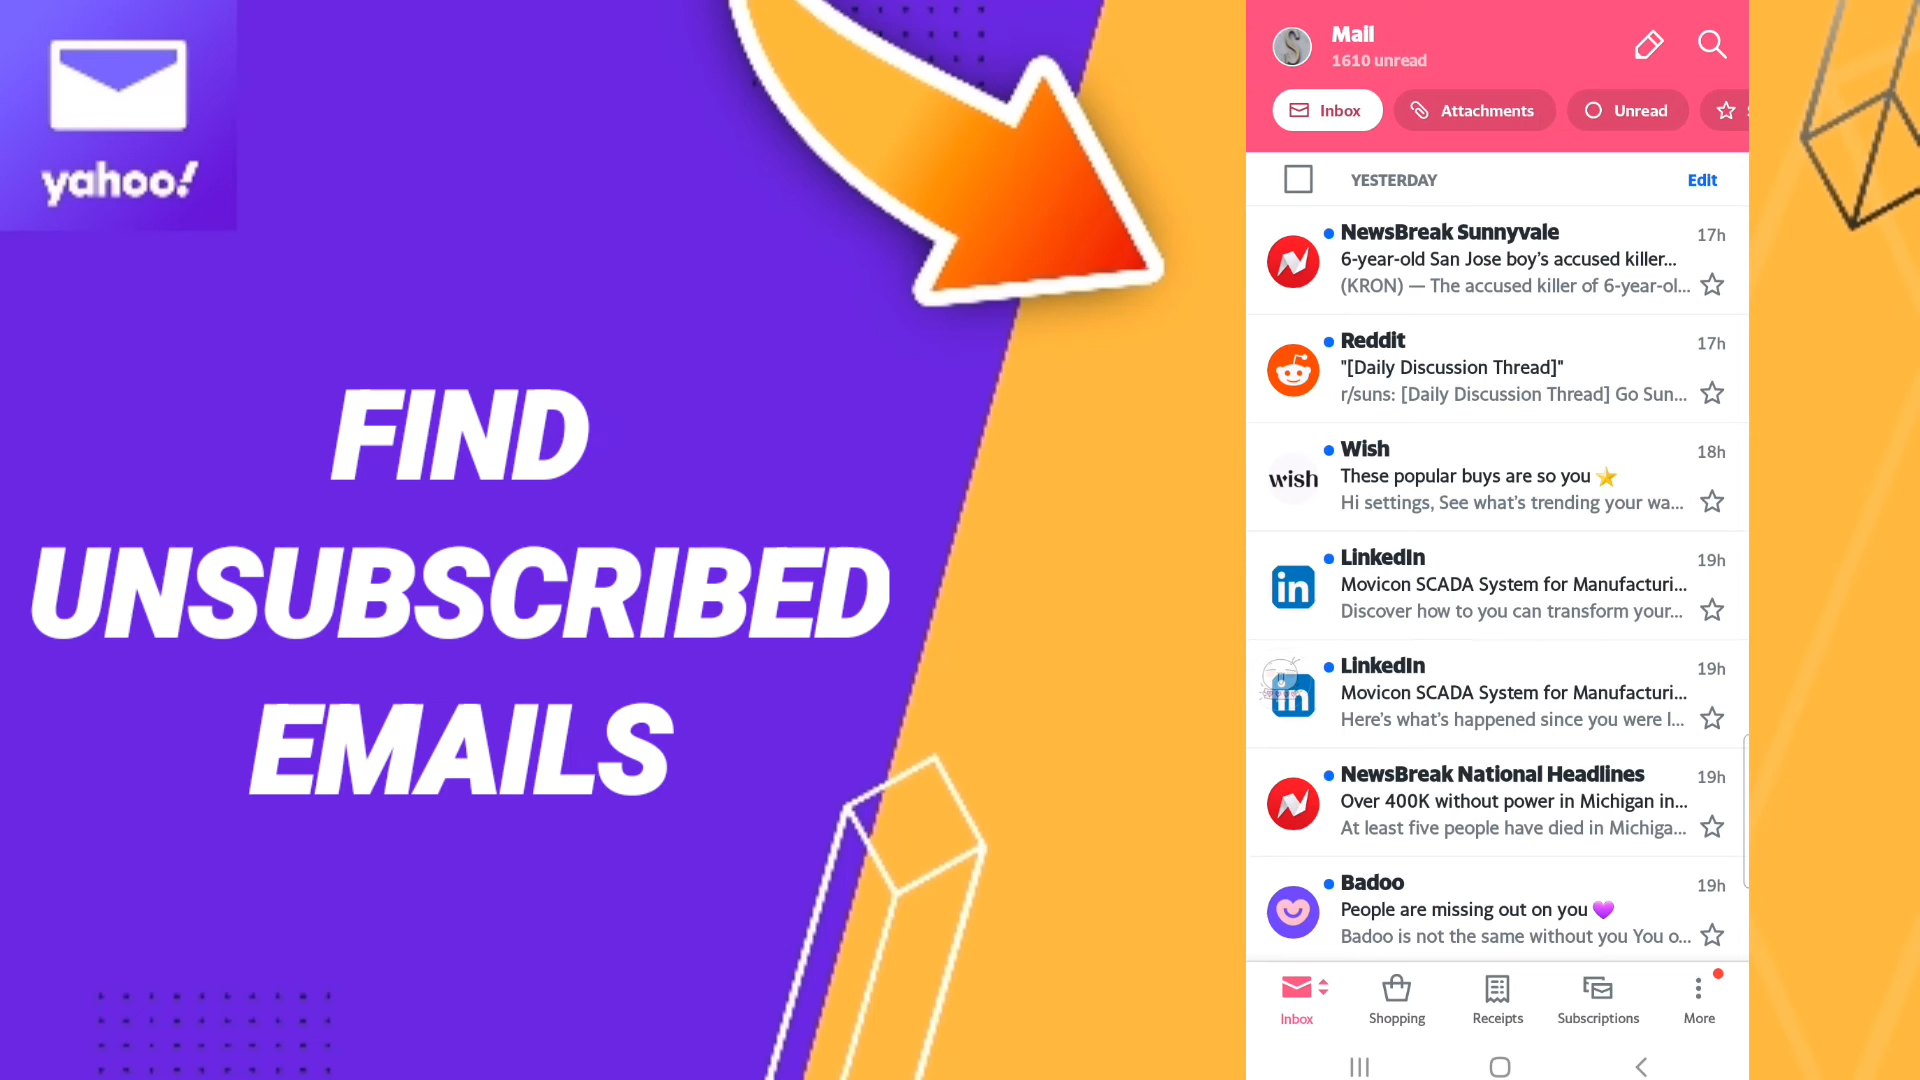 yahoo!
FIND
UNSUBSCRIBED
EMAILS
Mail
1610 unread
Inbox
Attachments
Unread
YESTERDAY
Edit
NewsBreak Sunnyvale
17h
6-year-old San Jose boy’s accused killer...
(KRON) — The accused killer of 6-year-ol...
Reddit
17h
"[Daily Discussion Thread]"
r/suns: [Daily Discussion Thread] Go Sun...
wish
Wish
18h
These popular buys are so you ⭐
Hi settings, See what’s trending your wa...
in
LinkedIn
19h
Movicon SCADA System for Manufacturi...
Discover how to you can transform your...
in
LinkedIn
19h
Movicon SCADA System for Manufacturi...
Here’s what’s happened since you were l...
NewsBreak National Headlines
19h
Over 400K without power in Michigan in...
At least five people have died in Michiga...
Badoo
19h
People are missing out on you 💜
Badoo is not the same without you You o...
Inbox
Shopping
Receipts
Subscriptions
More